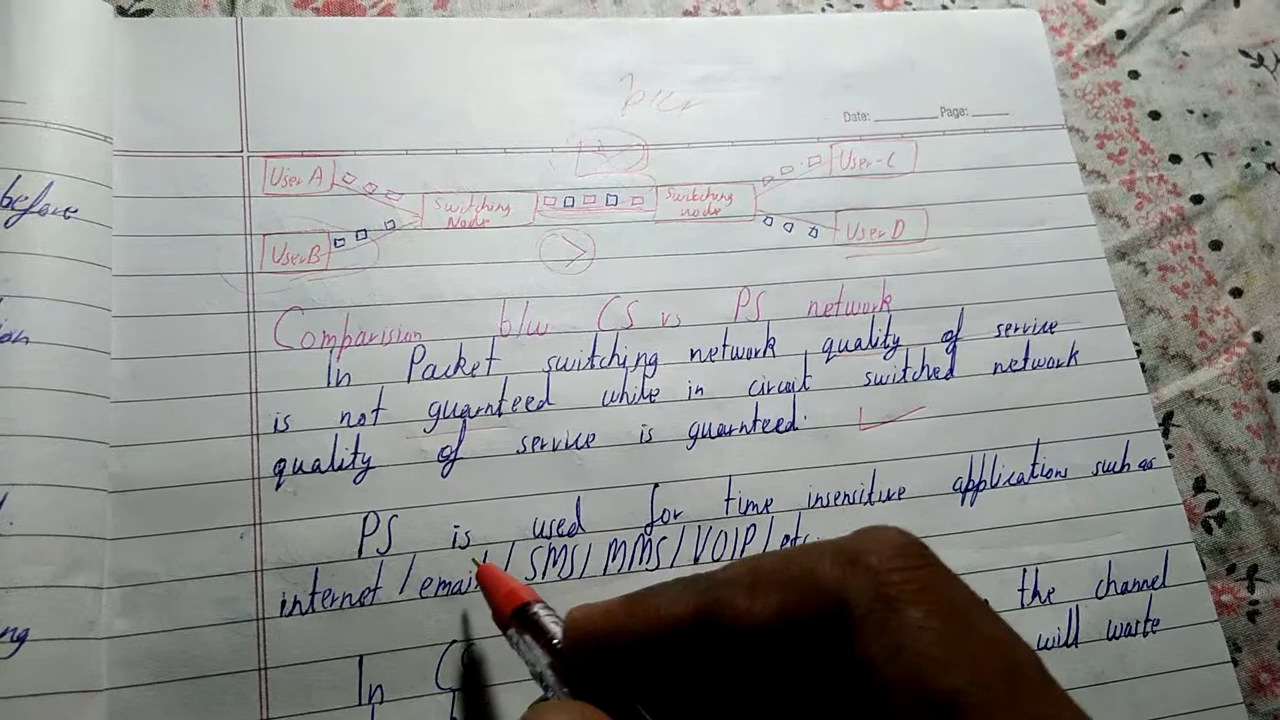 Date: Page:
User A
Switching Node
Switching node
User-C
User B
User D
before
Comparision b/w CS vs PS network
In Packet switching network quality of service
is not guarnteed while in circuit switched network
quality of service is guarnteed.
PS is used for time insensitive applications such as
internet / email / SMS / MMS / VOIP / etc.
the channel
In
will waste